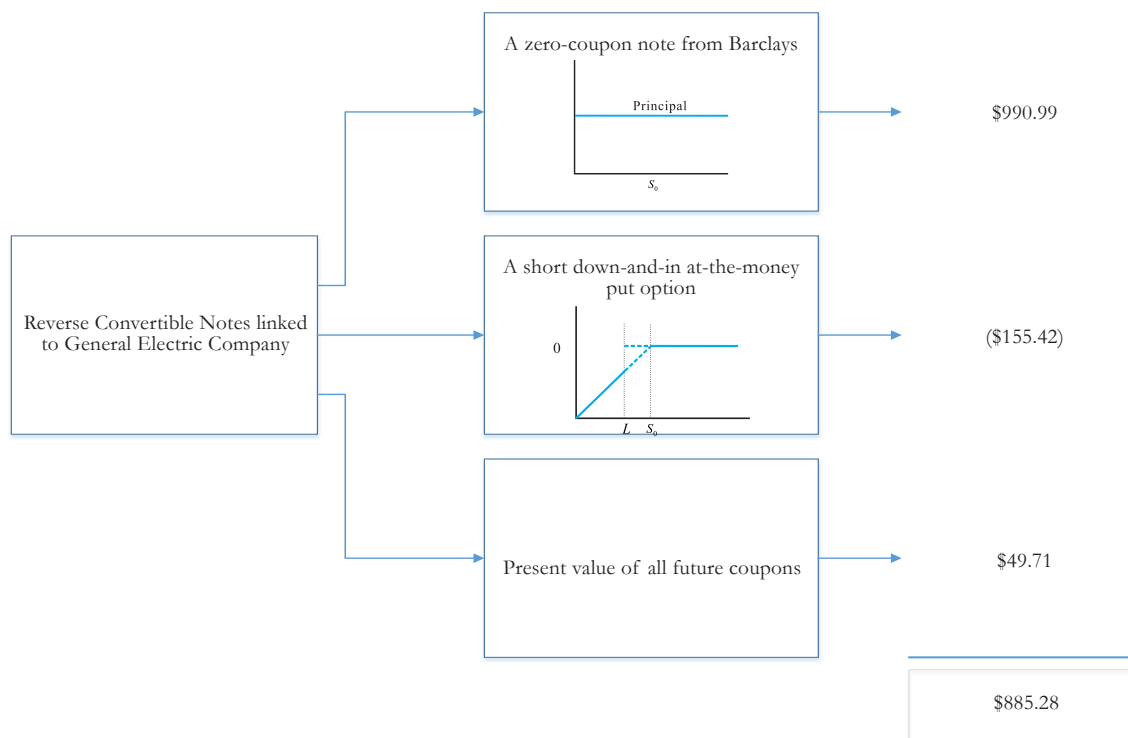 A zero-coupon note from Barclays
Principal
S₀
$990.99
Reverse Convertible Notes linked
to General Electric Company
A short down-and-in at-the-money
put option
0
L S₀
($155.42)
Present value of all future coupons
$49.71
$885.28